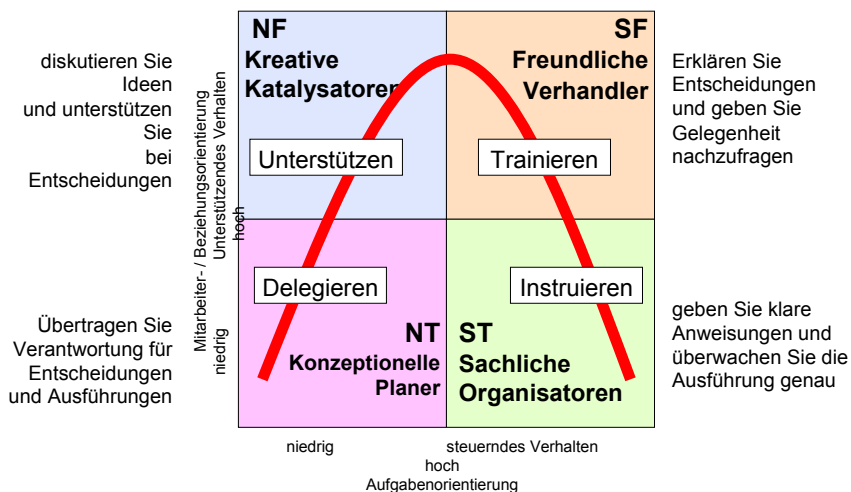 NF
Kreative
Katalysatoren
SF
Freundliche
Verhandler
diskutieren Sie
Ideen
und unterstützen
Sie
bei
Entscheidungen
Erklären Sie
Entscheidungen
und geben Sie
Gelegenheit
nachzufragen
Mitarbeiter- / Beziehungsorientierung
Unterstützendes Verhalten
hoch
niedrig
Unterstützen
Trainieren
Delegieren
Instruieren
Übertragen Sie
Verantwortung für
Entscheidungen
und Ausführungen
NT
Konzeptionelle
Planer
ST
Sachliche
Organisatoren
geben Sie klare
Anweisungen und
überwachen Sie die
Ausführung genau
niedrig
steuerndes Verhalten
hoch
Aufgabenorientierung